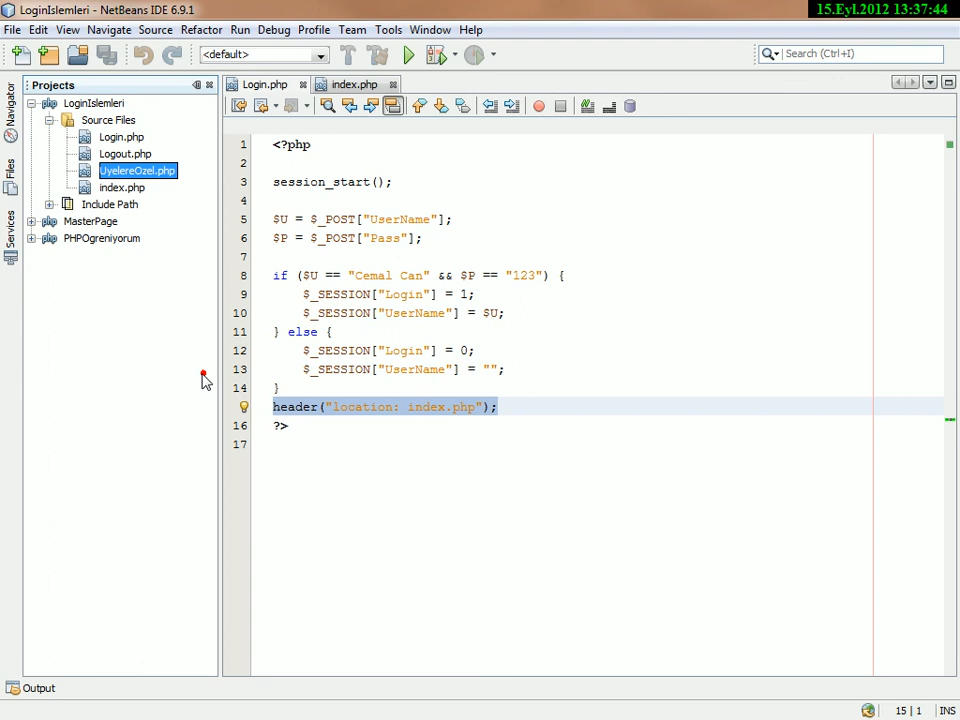 LoginIslemleri - NetBeans IDE 6.9.1
15.Eyl.2012 13:37:44
File Edit View Navigate Source Refactor Run Debug Profile Team Tools Window Help
<default>
Search (Ctrl+I)
Projects
Login.php
index.php
Navigator
Files
Services
LoginIslemleri
Source Files
Login.php
Logout.php
UyelereOzel.php
index.php
Include Path
MasterPage
PHPOgreniyorum
1 <?php
2
3 session_start();
4
5 $U = $_POST["UserName"];
6 $P = $_POST["Pass"];
7
8 if ($U == "Cemal Can" && $P == "123") {
9 $_SESSION["Login"] = 1;
10 $_SESSION["UserName"] = $U;
11 } else {
12 $_SESSION["Login"] = 0;
13 $_SESSION["UserName"] = "";
14 }
header("location: index.php");
16 ?>
17
Output
15 | 1 INS